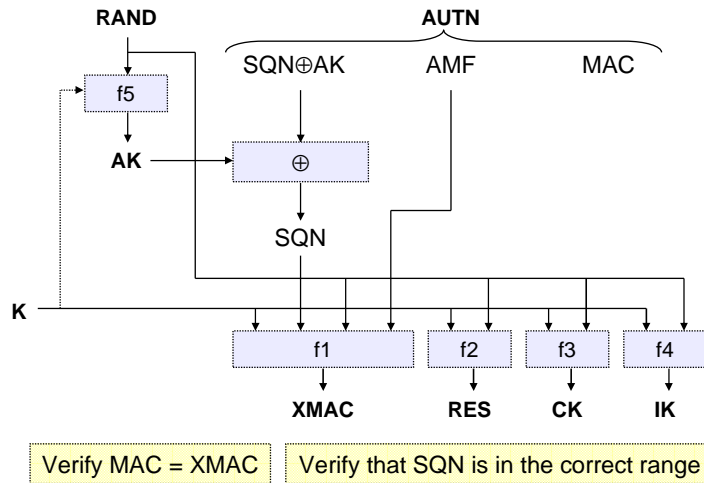 RAND AUTN
SQN⊕AK AMF MAC
f5
AK ⊕
SQN
K
f1 f2 f3 f4
XMAC RES CK IK
Verify MAC = XMAC Verify that SQN is in the correct range